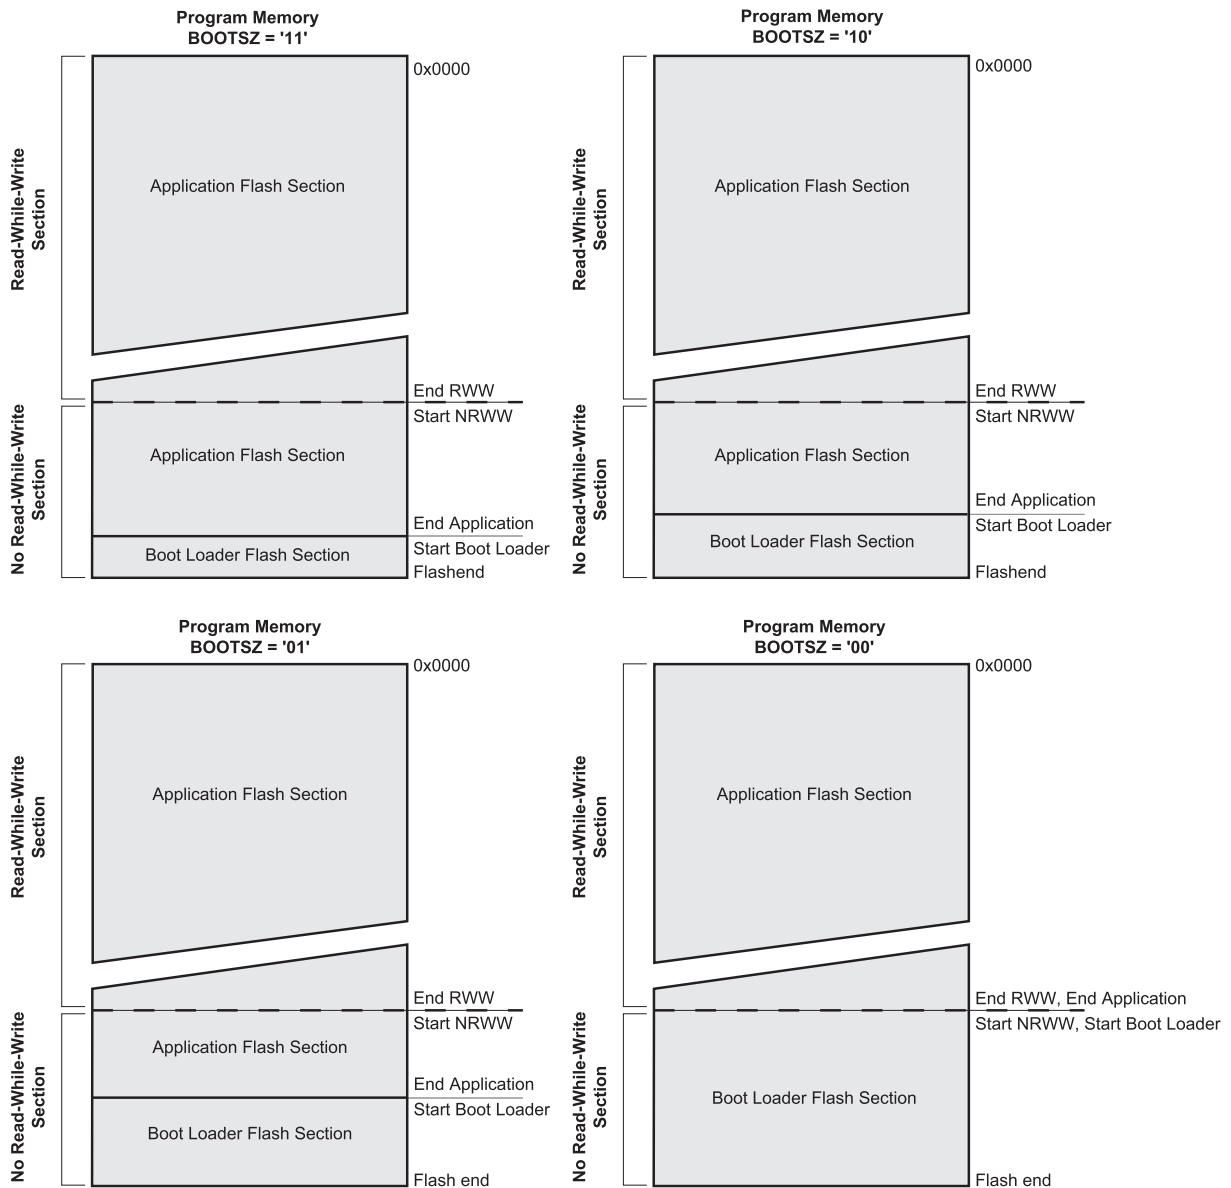 Program Memory
BOOTSZ = '11'
0x0000
Read-While-Write
Section
Application Flash Section
End RWW
Start NRWW
No Read-While-Write
Section
Application Flash Section
End Application
Start Boot Loader
Boot Loader Flash Section
Flashend
Program Memory
BOOTSZ = '10'
0x0000
Read-While-Write
Section
Application Flash Section
End RWW
Start NRWW
No Read-While-Write
Section
Application Flash Section
End Application
Start Boot Loader
Boot Loader Flash Section
Flashend
Program Memory
BOOTSZ = '01'
0x0000
Read-While-Write
Section
Application Flash Section
End RWW
Start NRWW
No Read-While-Write
Section
Application Flash Section
End Application
Start Boot Loader
Boot Loader Flash Section
Flash end
Program Memory
BOOTSZ = '00'
0x0000
Read-While-Write
Section
Application Flash Section
End RWW, End Application
Start NRWW, Start Boot Loader
No Read-While-Write
Section
Boot Loader Flash Section
Flash end